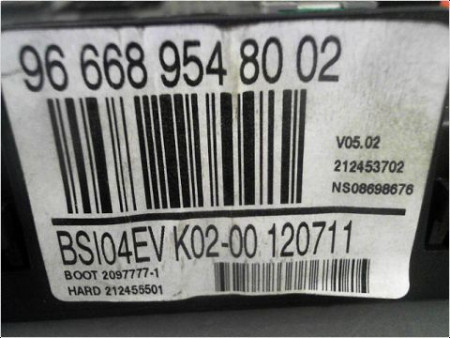 96 668 954 80 02
V05.02
212453702
NS08698676
BSI04EV K02-00 120711
BOOT 2097777-1
HARD 212455501